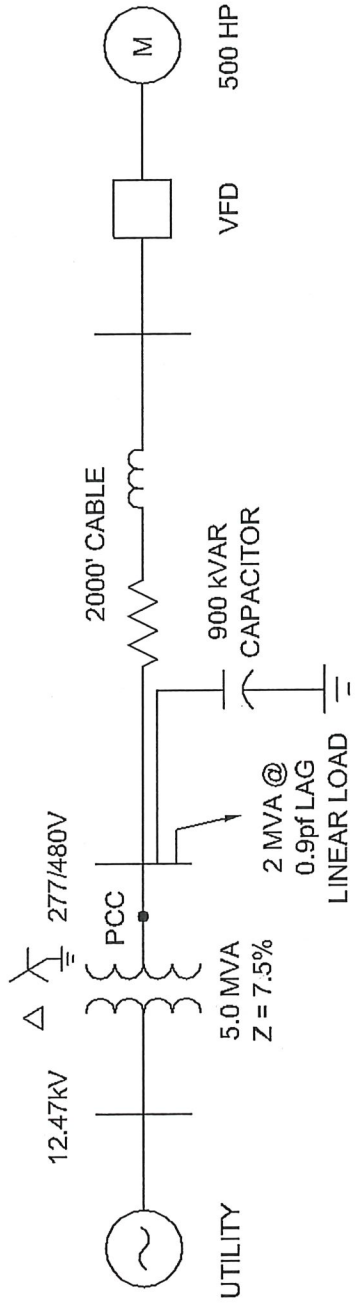 UTILITY
12.47kV
△
5.0 MVA
Z = 7.5%
277/480V
PCC
2 MVA @
0.9pf LAG
LINEAR LOAD
900 kVAR
CAPACITOR
2000' CABLE
VFD
M
500 HP